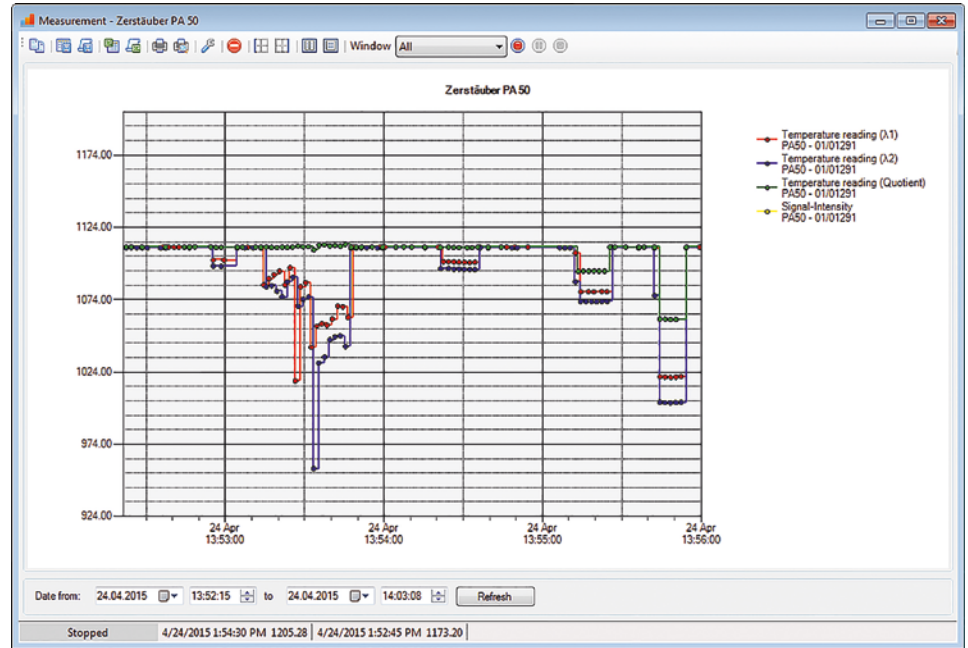 Measurement - Zerstäuber PA 50
Window All
Zerstäuber PA 50
1174.00
1124.00
1074.00
1024.00
974.00
924.00
24 Apr
13:53:00
24 Apr
13:54:00
24 Apr
13:55:00
24 Apr
13:56:00
Temperature reading (λ1)
PA50 - 01/01291
Temperature reading (λ2)
PA50 - 01/01291
Temperature reading (Quotient)
PA50 - 01/01291
Signal-Intensity
PA50 - 01/01291
Date from: 24.04.2015 13:52:15 to 24.04.2015 14:03:08 Refresh
Stopped 4/24/2015 1:54:30 PM 1205.28 4/24/2015 1:52:45 PM 1173.20